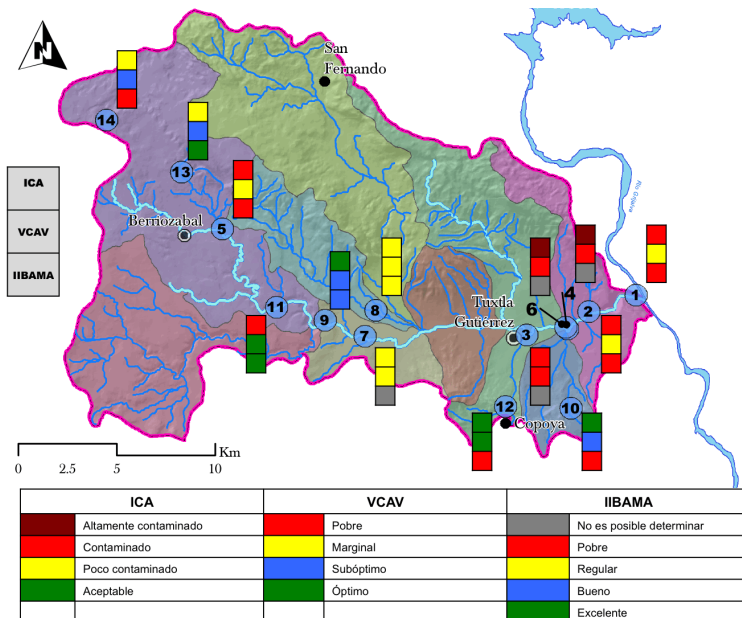 N
San
Fernando
14
13
ICA
VCAV
IIBAMA
Berriozabal
5
11
9
8
7
Tuxtla
Gutiérrez
3
6
4
2
1
12
10
Copoya
Río Grijalva
Km
0
2.5
5
10
ICA
VCAV
IIBAMA
Altamente contaminado
Pobre
No es posible determinar
Contaminado
Marginal
Pobre
Poco contaminado
Subóptimo
Regular
Aceptable
Óptimo
Bueno
Excelente